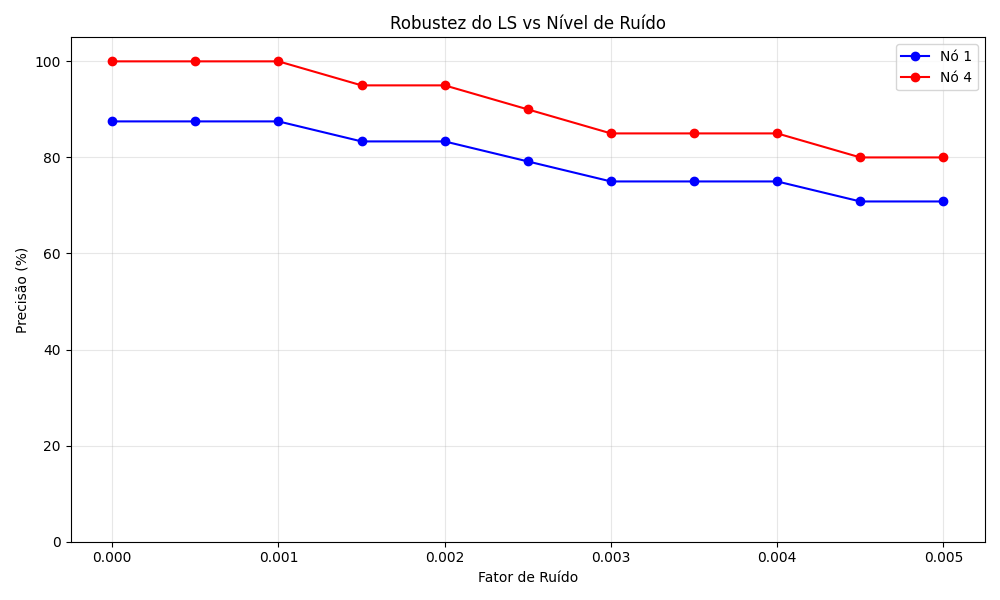 Robustez do LS vs Nível de Ruído
Nó 1
Nó 4
Precisão (%)
100
80
60
40
20
0
0.000 0.001 0.002 0.003 0.004 0.005
Fator de Ruído